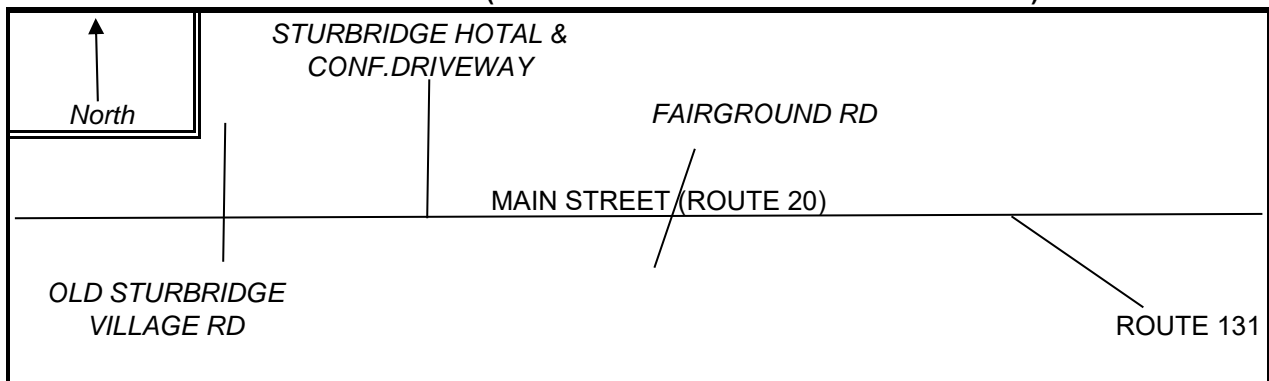 STURBRIDGE HOTAL &
CONF.DRIVEWAY
North
FAIRGROUND RD
MAIN STREET (ROUTE 20)
OLD STURBRIDGE
VILLAGE RD
ROUTE 131